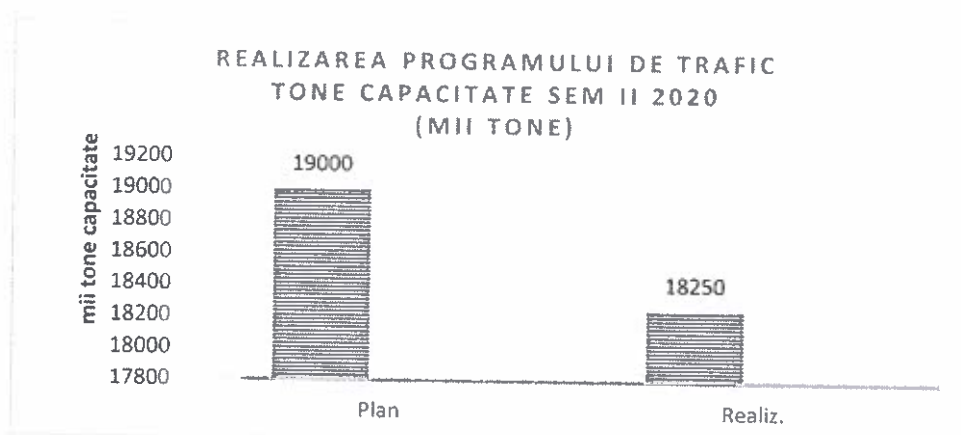 REALIZAREA PROGRAMULUI DE TRAFIC
TONE CAPACITATE SEM II 2020
(MII TONE)
mii tone capacitate
19200
19000
18800
18600
18400
18200
18000
17800
19000
18250
Plan
Realiz.